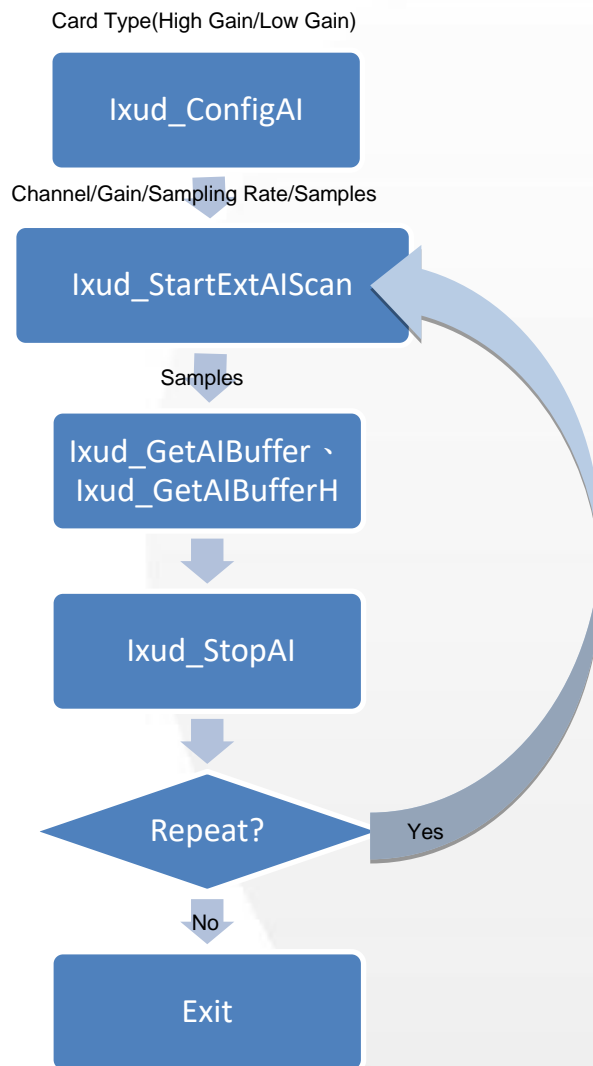 Card Type(High Gain/Low Gain)
Ixud_ConfigAI
Channel/Gain/Sampling Rate/Samples
Ixud_StartExtAIScan
Samples
Ixud_GetAIBuffer、
Ixud_GetAIBufferH
Ixud_StopAI
Repeat?
Yes
No
Exit